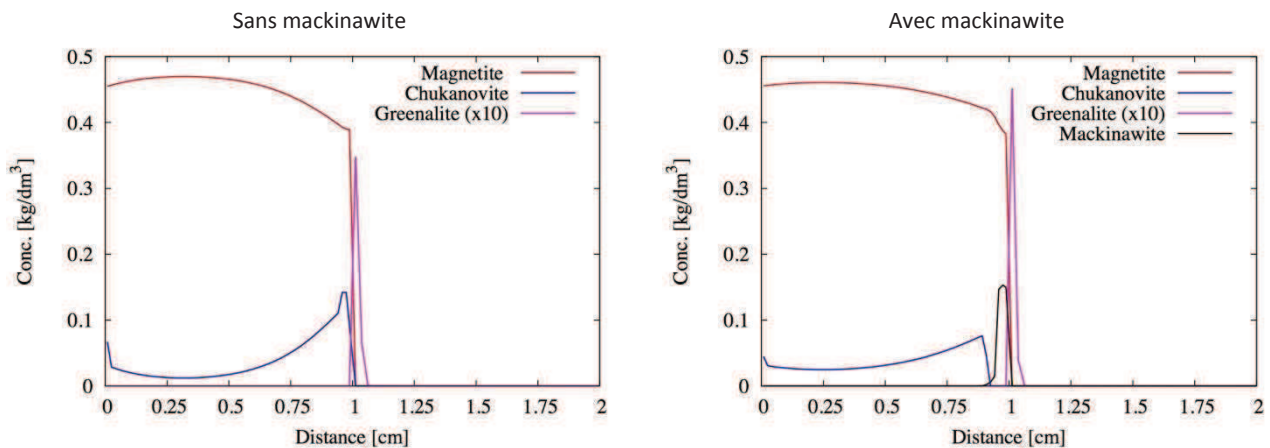 Sans mackinawite
0.5
0.4
0.3
0.2
0.1
0
Conc. [kg/dm³]
Magnetite
Chukanovite
Greenalite (x10)
0 0.25 0.5 0.75 1 1.25 1.5 1.75 2
Distance [cm]
Avec mackinawite
0.5
0.4
0.3
0.2
0.1
0
Conc. [kg/dm³]
Magnetite
Chukanovite
Greenalite (x10)
Mackinawite
0 0.25 0.5 0.75 1 1.25 1.5 1.75 2
Distance [cm]